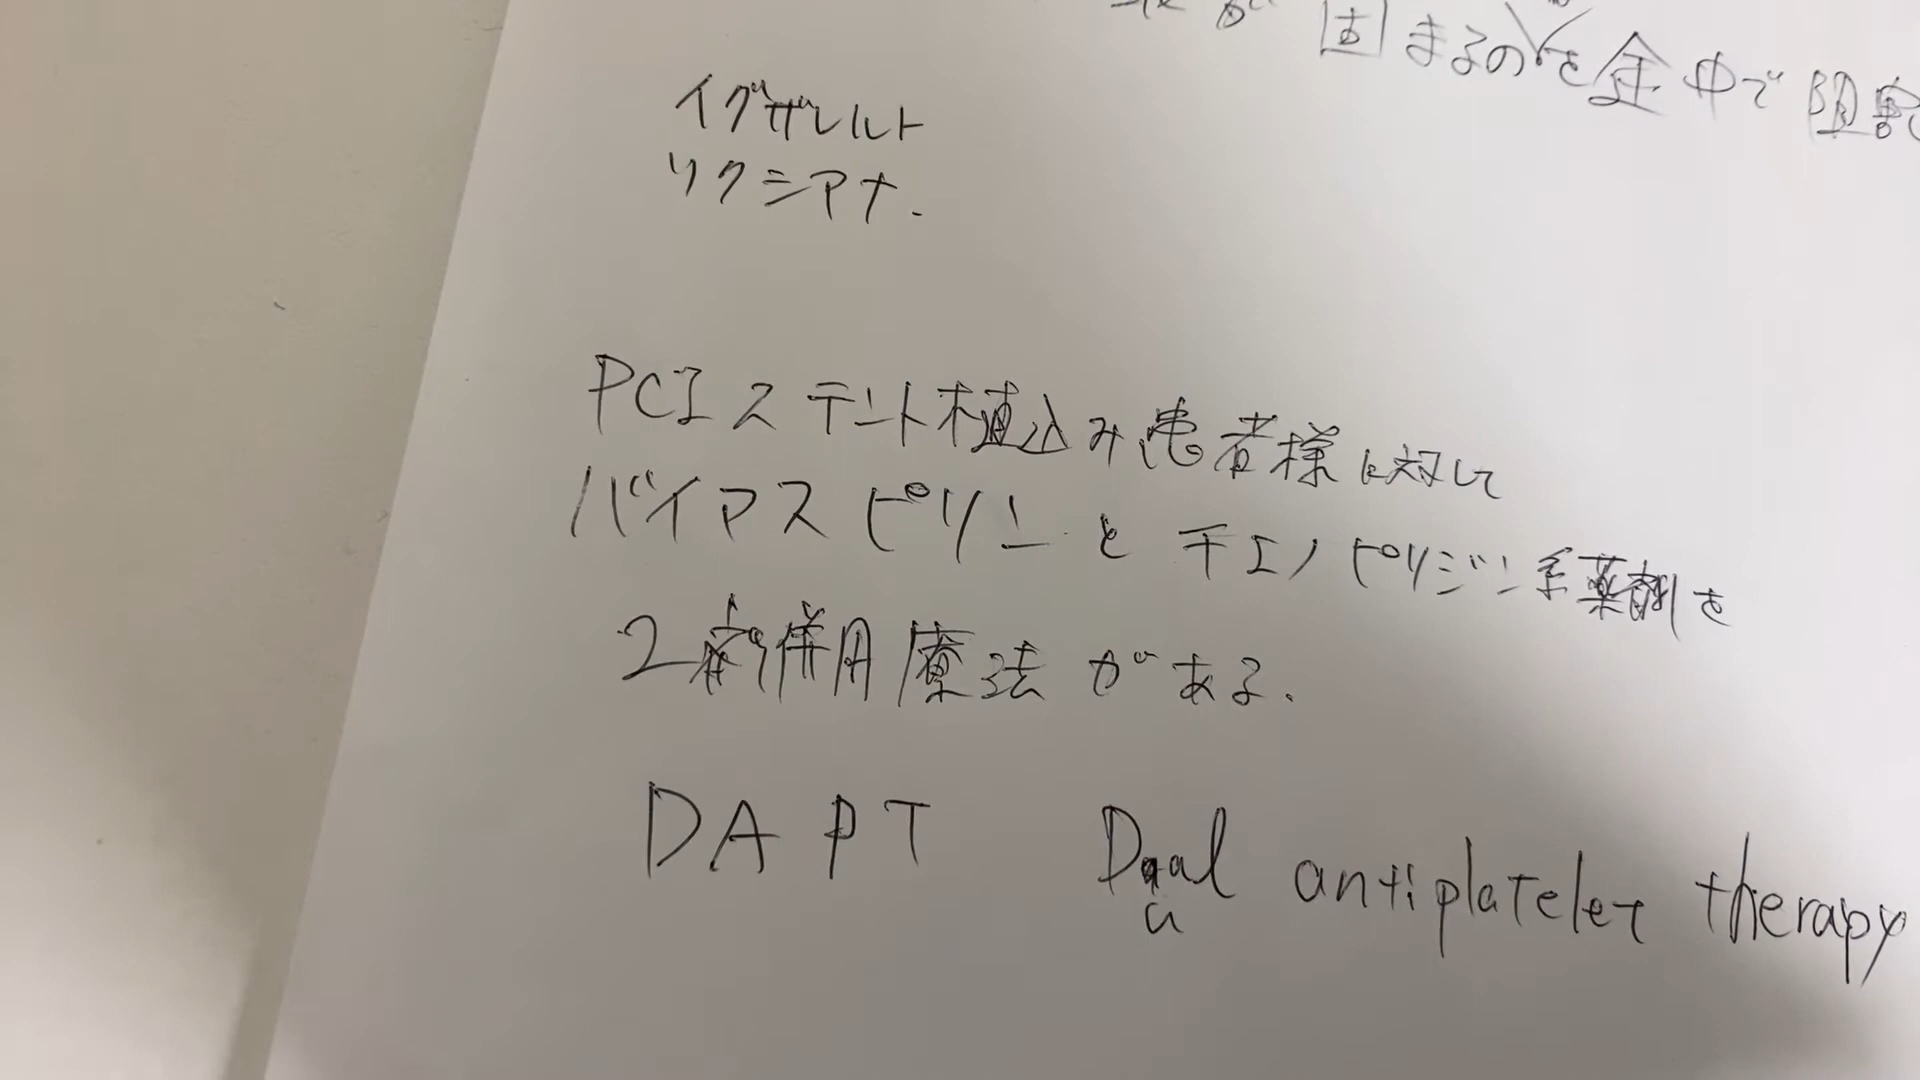 固まるのを途中で阻害
イグザレルト
リクシアナ.
PCIステント植込み患者様に対して
バイアスピリンとチエノピリジン系薬剤を
2剤併用療法がある.
DAPT Dual antiplatelet therapy
u